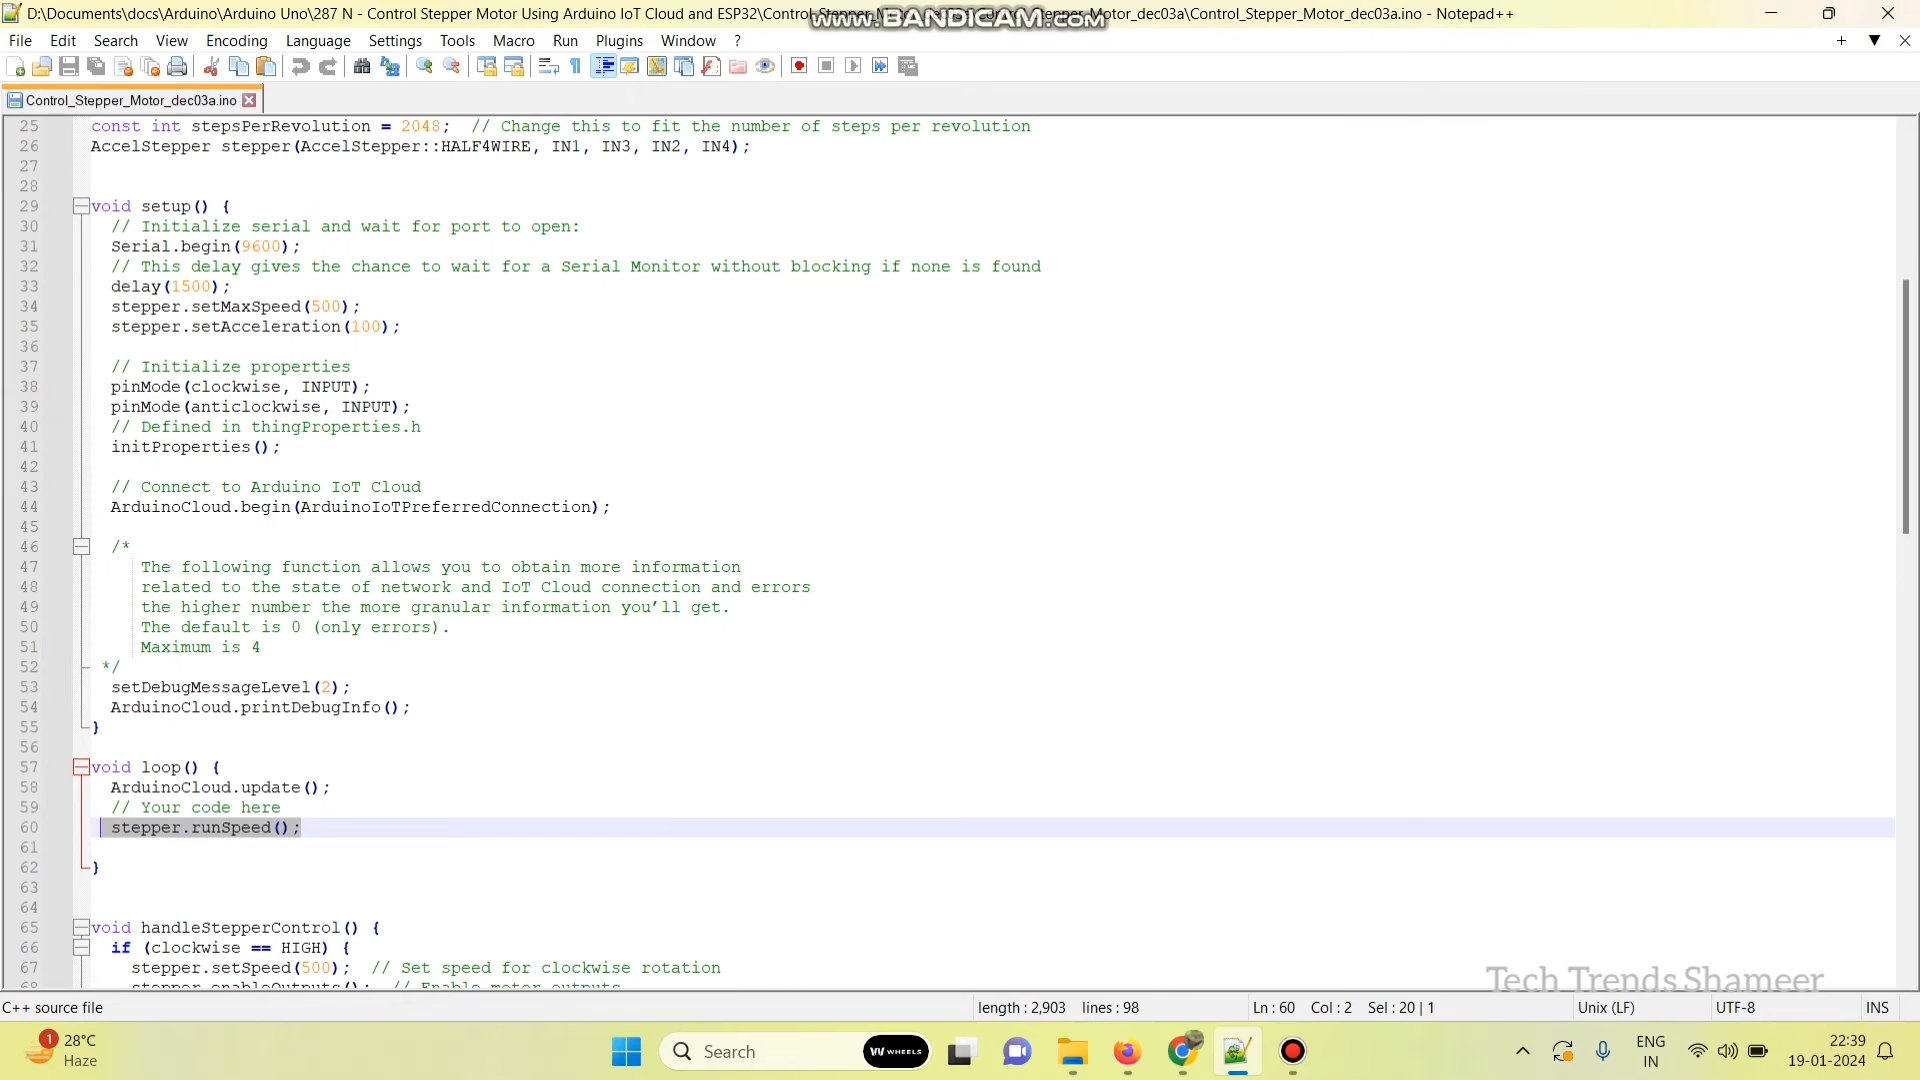 D:\Documents\docs\Arduino\Arduino Uno\287 N - Control Stepper Motor Using Arduino IoT Cloud and ESP32\Control_Stepper_Motor_dec03a\Control_Stepper_Motor_dec03a\Control_Stepper_Motor_dec03a.ino - Notepad++
www.BANDICAM.com
File Edit Search View Encoding Language Settings Tools Macro Run Plugins Window ?
Control_Stepper_Motor_dec03a.ino
25 const int stepsPerRevolution = 2048; // Change this to fit the number of steps per revolution
26 AccelStepper stepper(AccelStepper::HALF4WIRE, IN1, IN3, IN2, IN4);
27
28
29 void setup() {
30 // Initialize serial and wait for port to open:
31 Serial.begin(9600);
32 // This delay gives the chance to wait for a Serial Monitor without blocking if none is found
33 delay(1500);
34 stepper.setMaxSpeed(500);
35 stepper.setAcceleration(100);
36
37 // Initialize properties
38 pinMode(clockwise, INPUT);
39 pinMode(anticlockwise, INPUT);
40 // Defined in thingProperties.h
41 initProperties();
42
43 // Connect to Arduino IoT Cloud
44 ArduinoCloud.begin(ArduinoIoTPreferredConnection);
45
46 /*
47 The following function allows you to obtain more information
48 related to the state of network and IoT Cloud connection and errors
49 the higher number the more granular information you’ll get.
50 The default is 0 (only errors).
51 Maximum is 4
52 */
53 setDebugMessageLevel(2);
54 ArduinoCloud.printDebugInfo();
55 }
56
57 void loop() {
58 ArduinoCloud.update();
59 // Your code here
60 stepper.runSpeed();
61
62 }
63
64
65 void handleStepperControl() {
66 if (clockwise == HIGH) {
67 stepper.setSpeed(500); // Set speed for clockwise rotation
68 stepper.enableOutputs(); // Enable motor outputs
Tech Trends Shameer
C++ source file length : 2,903 lines : 98 Ln : 60 Col : 2 Sel : 20 | 1 Unix (LF) UTF-8 INS
1 28°C
Haze
Search
WHEELS
ENG
IN
22:39
19-01-2024